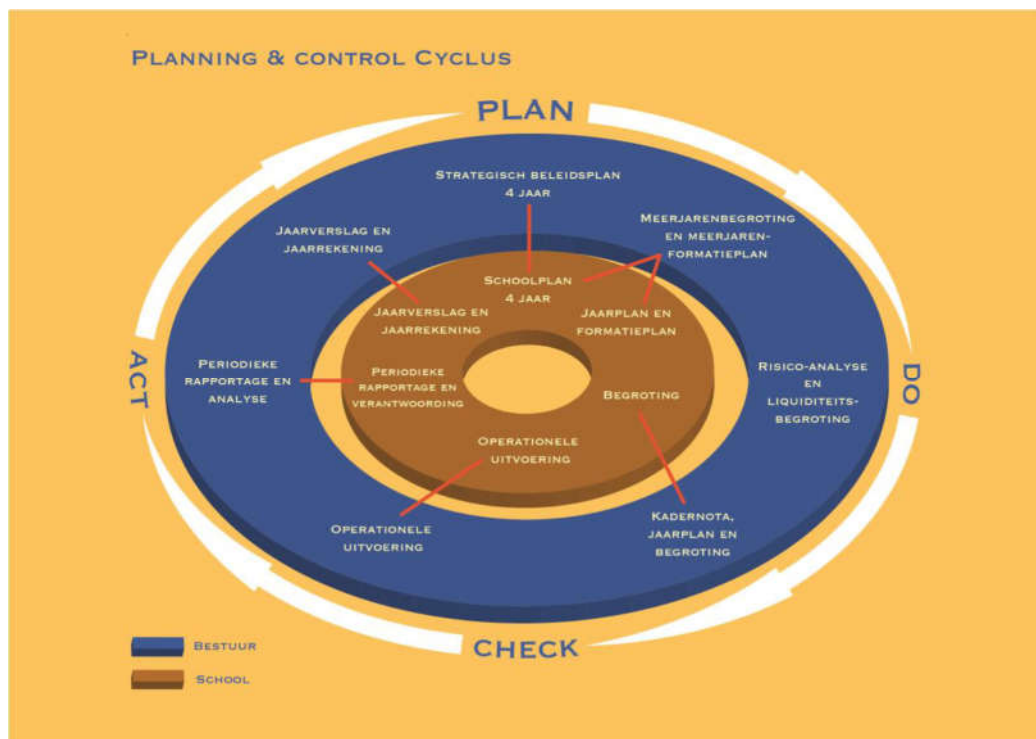 Planning & control Cyclus
PLAN
Strategisch beleidsplan
4 jaar
Meerjarenbegroting
en meerjaren-
formatieplan
Jaarverslag en
jaarrekening
Schoolplan
4 jaar
Jaarverslag en
jaarrekening
Jaarplan en
formatieplan
ACT
Periodieke
rapportage en
analyse
Periodieke
rapportage en
verantwoording
Begroting
Risico-analyse
en
liquiditeits-
begroting
DO
Operationele
uitvoering
Operationele
uitvoering
Kadernota,
jaarplan en
begroting
CHECK
Bestuur
School